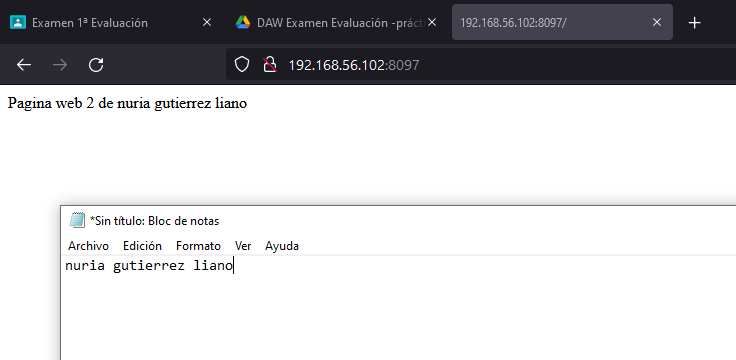 Examen 1ª Evaluación
DAW Examen Evaluación -prác
192.168.56.102:8097/
192.168.56.102:8097
Pagina web 2 de nuria gutierrez liano
*Sin título: Bloc de notas
Archivo Edición Formato Ver Ayuda
nuria gutierrez liano